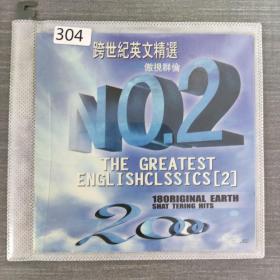 304
跨世紀英文精選
傲視群倫
NO.2
THE GREATEST
ENGLISHCLSSICS[2]
18ORIGINAL EARTH
SHAT TERING HITS
2000